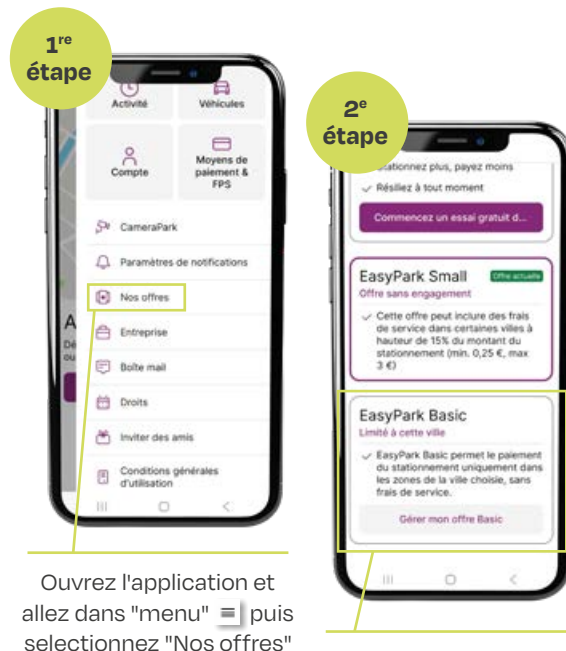 1re
étape
Activité
Véhicules
Compte
Moyens de
paiement &
FPS
CameraPark
Paramètres de notifications
Nos offres
Entreprise
Boîte mail
Droits
Inviter des amis
Conditions générales
d'utilisation
Ouvrez l'application et
allez dans "menu" ≡ puis
selectionnez "Nos offres"
2e
étape
Stationnez plus, payez moins
Résiliez à tout moment
Commencez un essai gratuit d...
EasyPark Small
Offre actuelle
Offre sans engagement
Cette offre peut inclure des frais
de service dans certaines villes à
hauteur de 15% du montant du
stationnement (min. 0,25 €, max
3 €)
EasyPark Basic
Limité à cette ville
EasyPark Basic permet le paiement
du stationnement uniquement dans
les zones de la ville choisie, sans
frais de service.
Gérer mon offre Basic